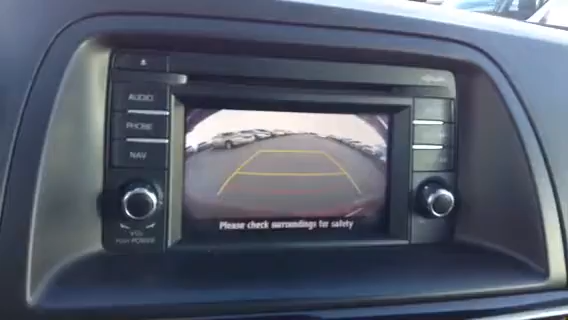 AUDIO
PHONE
NAV
VOL
PUSH POWER
Please check surroundings for safety